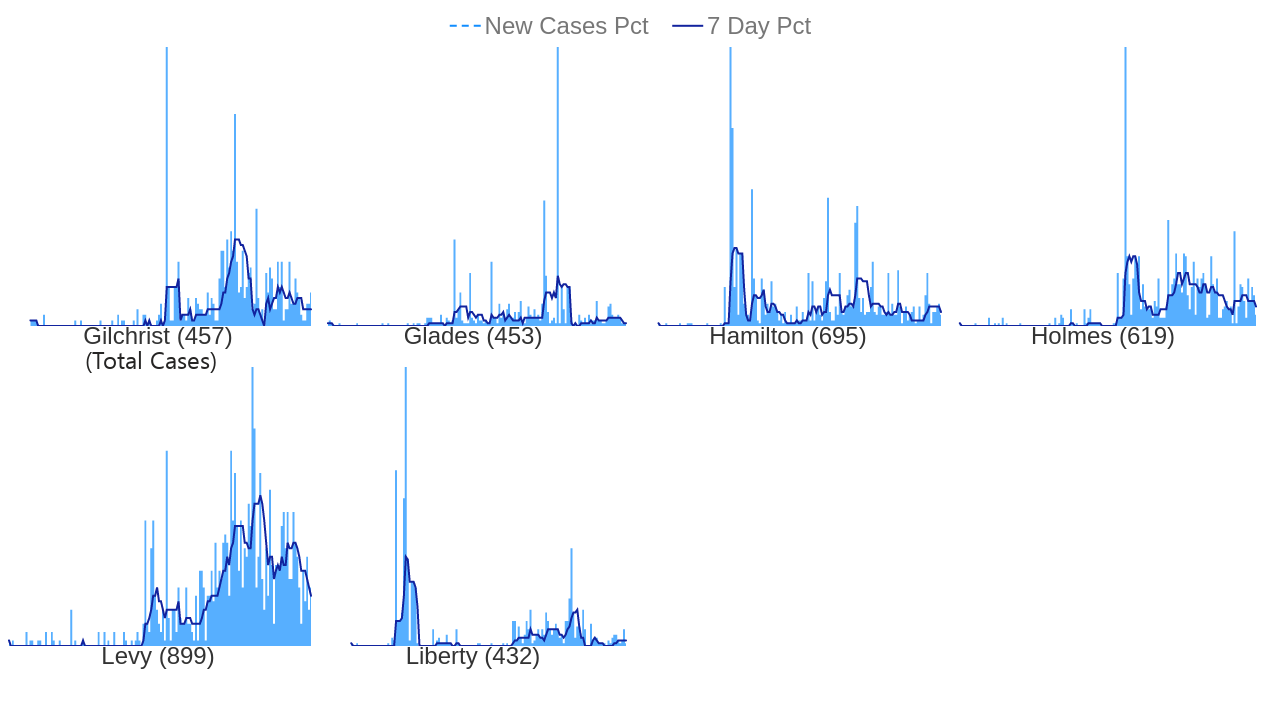 New Cases Pct 7 Day Pct
Gilchrist (457) Glades (453) Hamilton (695) Holmes (619)
(Total Cases)
Levy (899) Liberty (432)